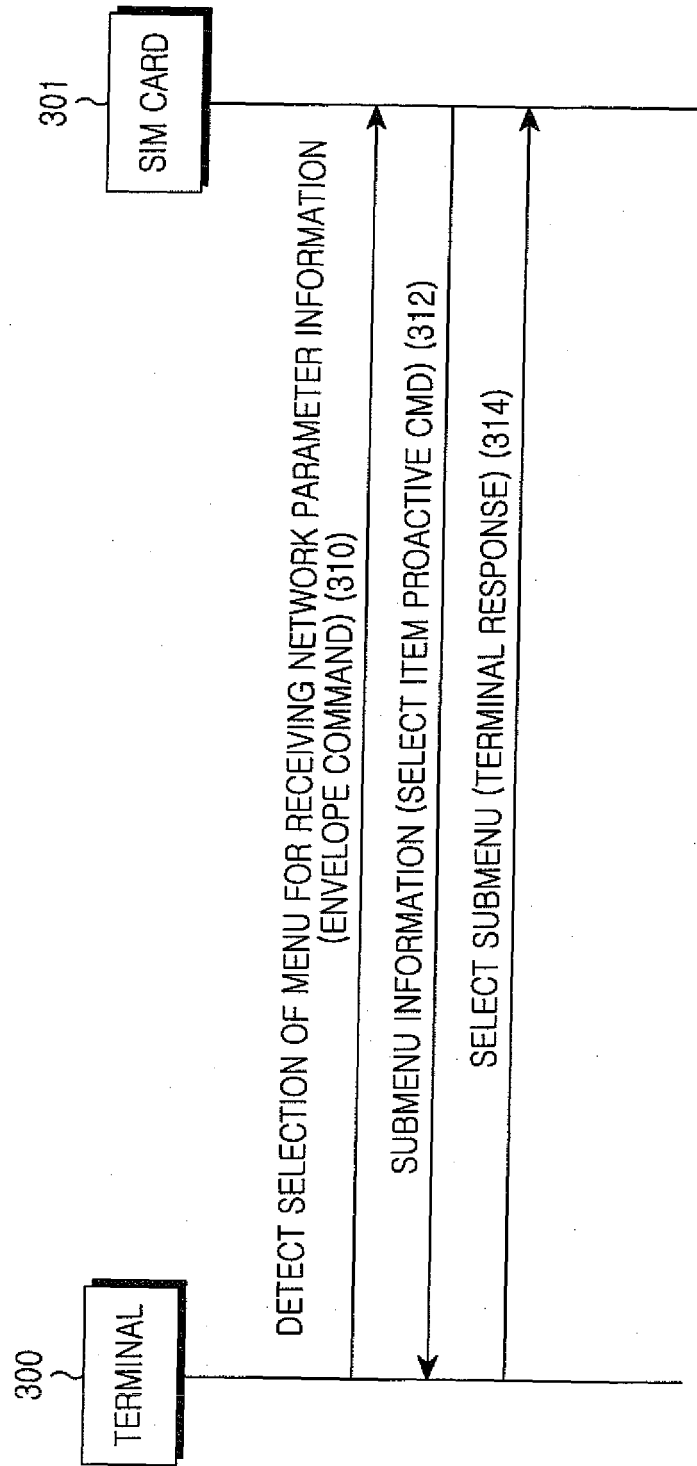 300
TERMINAL
301
SIM CARD
DETECT SELECTION OF MENU FOR RECEIVING NETWORK PARAMETER INFORMATION
(ENVELOPE COMMAND) (310)
SUBMENU INFORMATION (SELECT ITEM PROACTIVE CMD) (312)
SELECT SUBMENU (TERMINAL RESPONSE) (314)